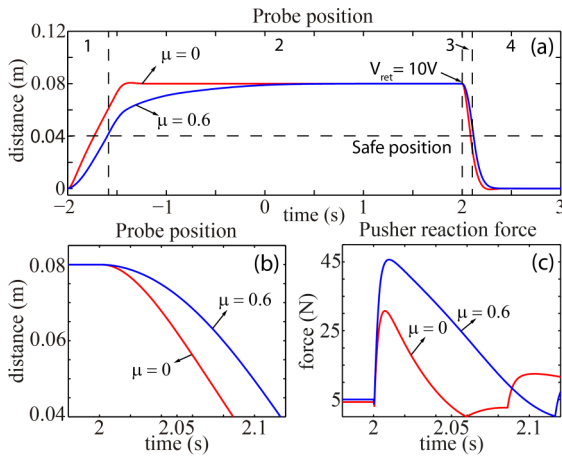 Probe position
0.12
0.08
0.04
0
distance (m)
1
2
3
4
(a)
μ = 0
μ = 0.6
V_ret = 10V
Safe position
−2
−1
0
1
2
3
time (s)
Probe position
0.08
0.06
0.04
distance (m)
(b)
μ = 0.6
μ = 0
2
2.05
2.1
time (s)
Pusher reaction force
45
25
5
force (N)
(c)
μ = 0
μ = 0.6
2
2.05
2.1
time (s)